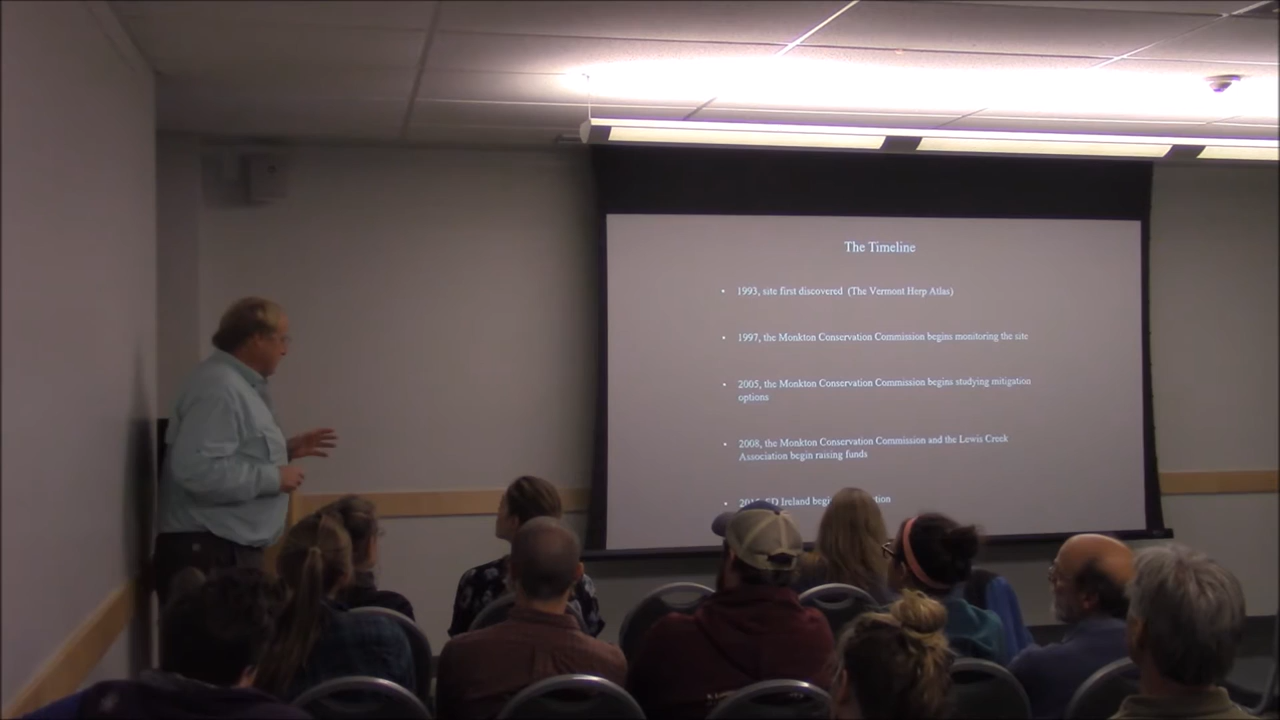 The Timeline
• 1993, site first discovered (The Vermont Herp Atlas)
• 1997, the Monkton Conservation Commission begins monitoring the site
• 2005, the Monkton Conservation Commission begins studying mitigation
options
• 2008, the Monkton Conservation Commission and the Lewis Creek
Association begin raising funds
• Ireland